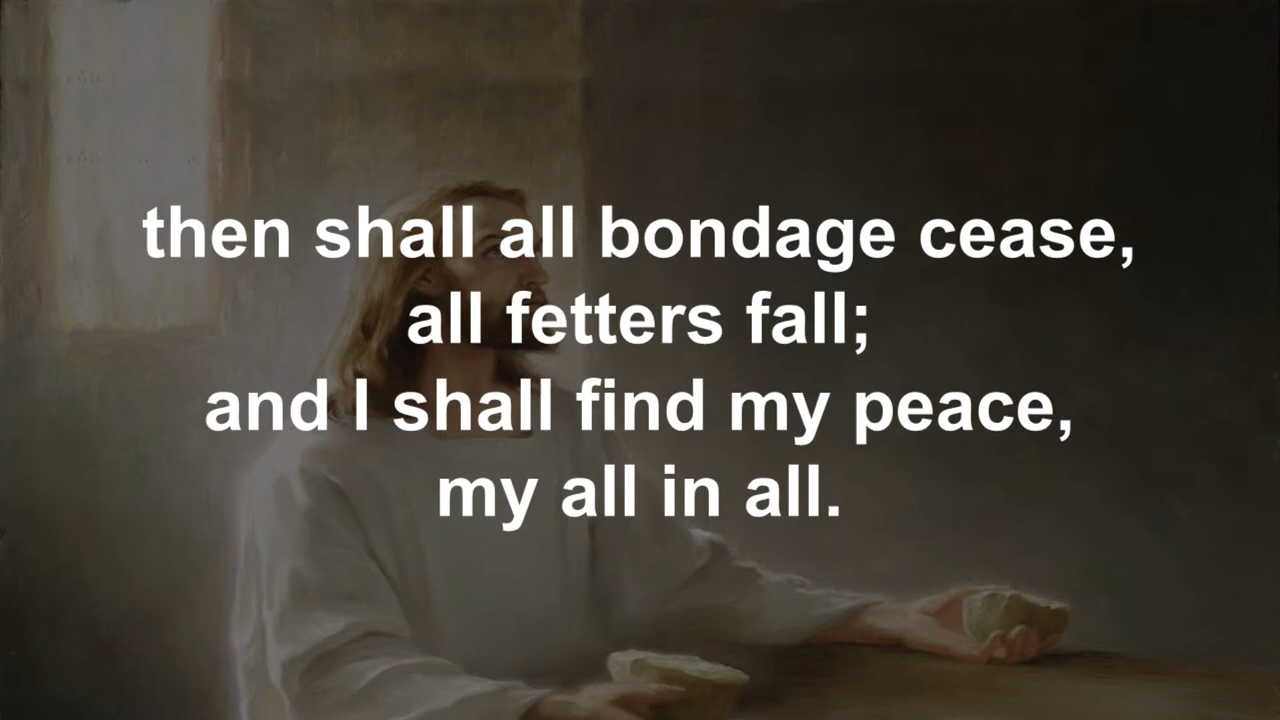 then shall all bondage cease,
all fetters fall;
and I shall find my peace,
my all in all.